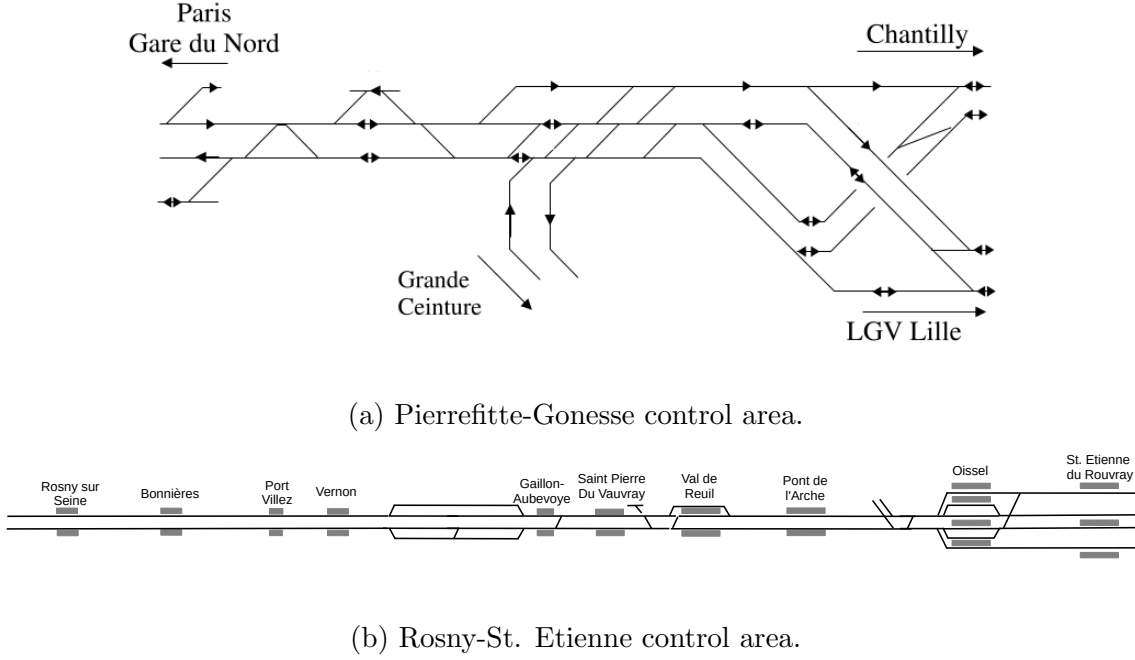 Paris
Gare du Nord
Chantilly
Grande
Ceinture
LGV Lille
(a) Pierrefitte-Gonesse control area.
Rosny sur
Seine
Bonnières
Port
Villez
Vernon
Gaillon-
Aubevoye
Saint Pierre
Du Vauvray
Val de
Reuil
Pont de
l'Arche
Oissel
St. Etienne
du Rouvray
(b) Rosny-St. Etienne control area.